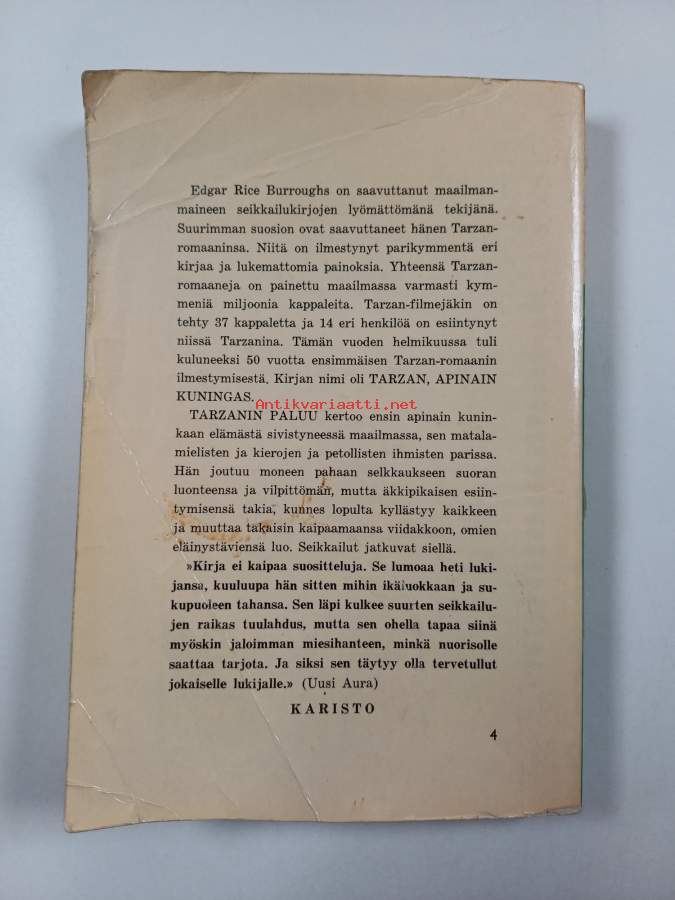 Edgar Rice Burroughs on saavuttanut maailman-
maineen seikkailukirjojen lyömättömänä tekijänä.
Suurimman suosion ovat saavuttaneet hänen Tarzan-
romaaninsa. Niitä on ilmestynyt parikymmentä eri
kirjaa ja lukemattomia painoksia. Yhteensä Tarzan-
romaaneja on painettu maailmassa varmasti kym-
meniä miljoonia kappaleita. Tarzan-filmejäkin on
tehty 37 kappaletta ja 14 eri henkilöä on esiintynyt
niissä Tarzanina. Tämän vuoden helmikuussa tuli
kuluneeksi 50 vuotta ensimmäisen Tarzan-romaanin
ilmestymisestä. Kirjan nimi oli TARZAN, APINAIN
KUNINGAS.
Antikvariaatti.net
TARZANIN PALUU kertoo ensin apinain kunin-
kaan elämästä sivistyneessä maailmassa, sen matala-
mielisten ja kierojen ja petollisten ihmisten parissa.
Hän joutuu moneen pahaan selkkaukseen suoran
luonteensa ja vilpittömän, mutta äkkipikaisen esiin-
tymisensä takia, kunnes lopulta kyllästyy kaikkeen
ja muuttaa takaisin kaipaamaansa viidakkoon, omien
eläinystäviensä luo. Seikkailut jatkuvat siellä.
»Kirja ei kaipaa suositteluja. Se lumoaa heti luki-
jansa, kuuluupa hän sitten mihin ikäluokkaan ja su-
kupuoleen tahansa. Sen läpi kulkee suurten seikkailu-
jen raikas tuulahdus, mutta sen ohella tapaa siinä
myöskin jaloimman miesihanteen, minkä nuorisolle
saattaa tarjota. Ja siksi sen täytyy olla tervetullut
jokaiselle lukijalle.» (Uusi Aura)
KARISTO
4